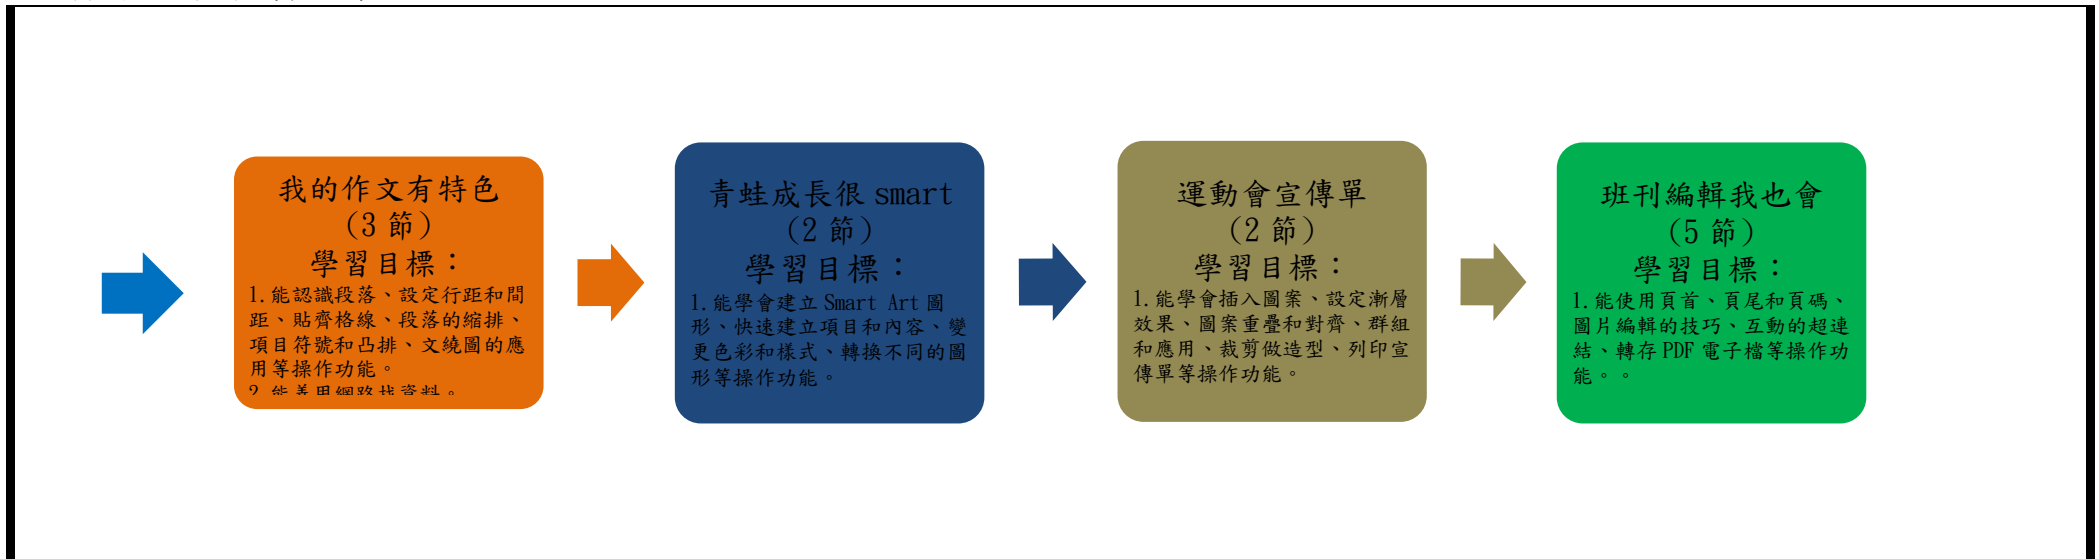 我的作文有特色
(3 節)
學習目標：
1.能認識段落、設定行距和間
距、貼齊格線、段落的縮排、
項目符號和凸排、文繞圖的應
用等操作功能。
2.能善用網路找資料。
青蛙成長很 smart
(2 節)
學習目標：
1.能學會建立 Smart Art 圖
形、快速建立項目和內容、變
更色彩和樣式、轉換不同的圖
形等操作功能。
運動會宣傳單
(2 節)
學習目標：
1.能學會插入圖案、設定漸層
效果、圖案重疊和對齊、群組
和應用、裁剪做造型、列印宣
傳單等操作功能。
班刊編輯我也會
(5 節)
學習目標：
1.能使用頁首、頁尾和頁碼、
圖片編輯的技巧、互動的超連
結、轉存 PDF 電子檔等操作功
能。。